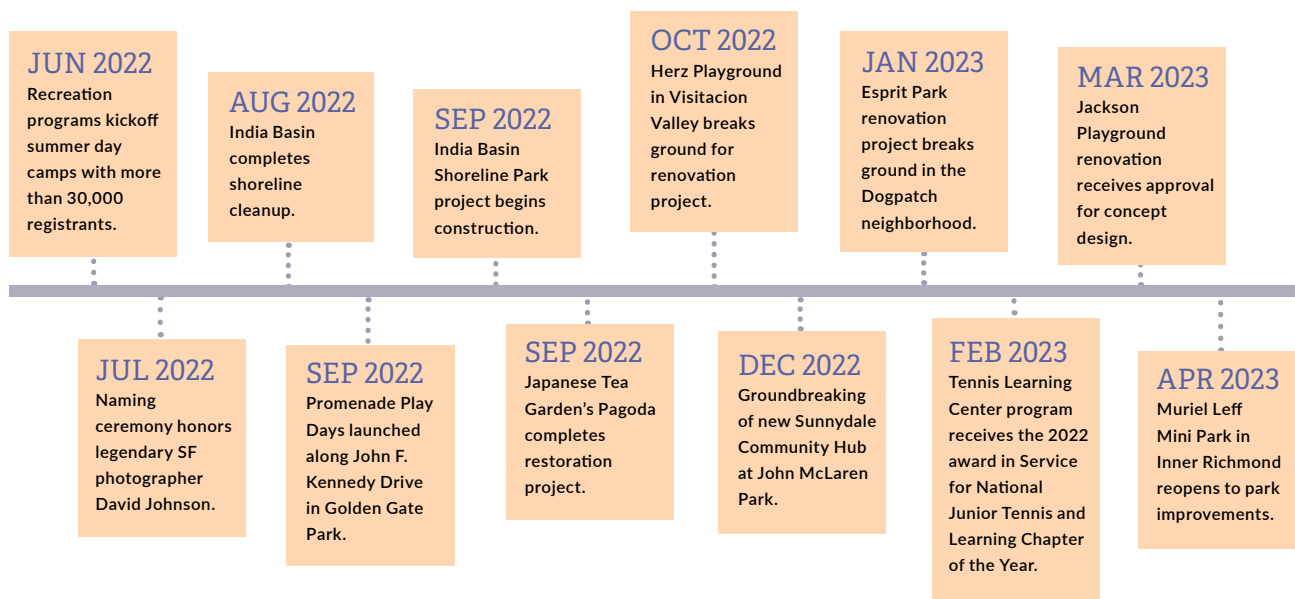 JUN 2022
Recreation
programs kickoff
summer day
camps with more
than 30,000
registrants.
JUL 2022
Naming
ceremony honors
legendary SF
photographer
David Johnson.
AUG 2022
India Basin
completes
shoreline
cleanup.
SEP 2022
Promenade Play
Days launched
along John F.
Kennedy Drive
in Golden Gate
Park.
SEP 2022
India Basin
Shoreline Park
project begins
construction.
SEP 2022
Japanese Tea
Garden’s Pagoda
completes
restoration
project.
OCT 2022
Herz Playground
in Visitacion
Valley breaks
ground for
renovation
project.
DEC 2022
Groundbreaking
of new Sunnydale
Community Hub
at John McLaren
Park.
JAN 2023
Esprit Park
renovation
project breaks
ground in the
Dogpatch
neighborhood.
FEB 2023
Tennis Learning
Center program
receives the 2022
award in Service
for National
Junior Tennis and
Learning Chapter
of the Year.
MAR 2023
Jackson
Playground
renovation
receives approval
for concept
design.
APR 2023
Muriel Leff
Mini Park in
Inner Richmond
reopens to park
improvements.